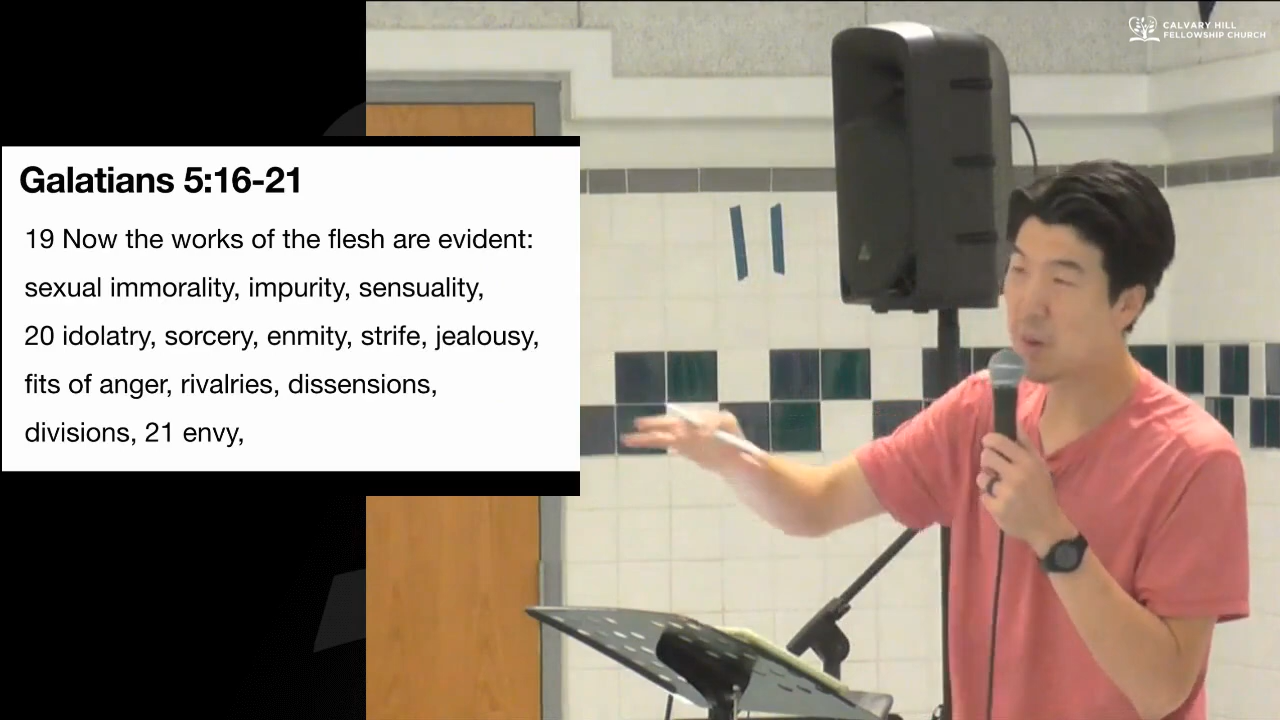 CALVARY HILL
FELLOWSHIP CHURCH
Galatians 5:16-21
19 Now the works of the flesh are evident:
sexual immorality, impurity, sensuality,
20 idolatry, sorcery, enmity, strife, jealousy,
fits of anger, rivalries, dissensions,
divisions, 21 envy,